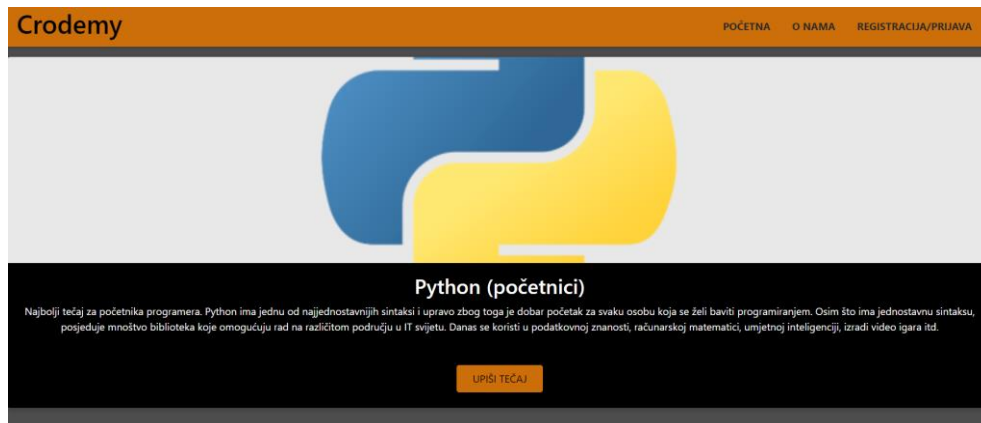 Crodemy
POČETNA O NAMA REGISTRACIJA/PRIJAVA
Python (početnici)
Najbolji tečaj za početnika programera. Python ima jednu od najjednostavnijih sintaksi i upravo zbog toga je dobar početak za svaku osobu koja se želi baviti programiranjem. Osim što ima jednostavnu sintaksu,
posjeduje mnoštvo biblioteka koje omogućuju rad na različitom području u IT svijetu. Danas se koristi u podatkovnoj znanosti, računarskoj matematici, umjetnoj inteligenciji, izradi video igara itd.
UPIŠI TEČAJ